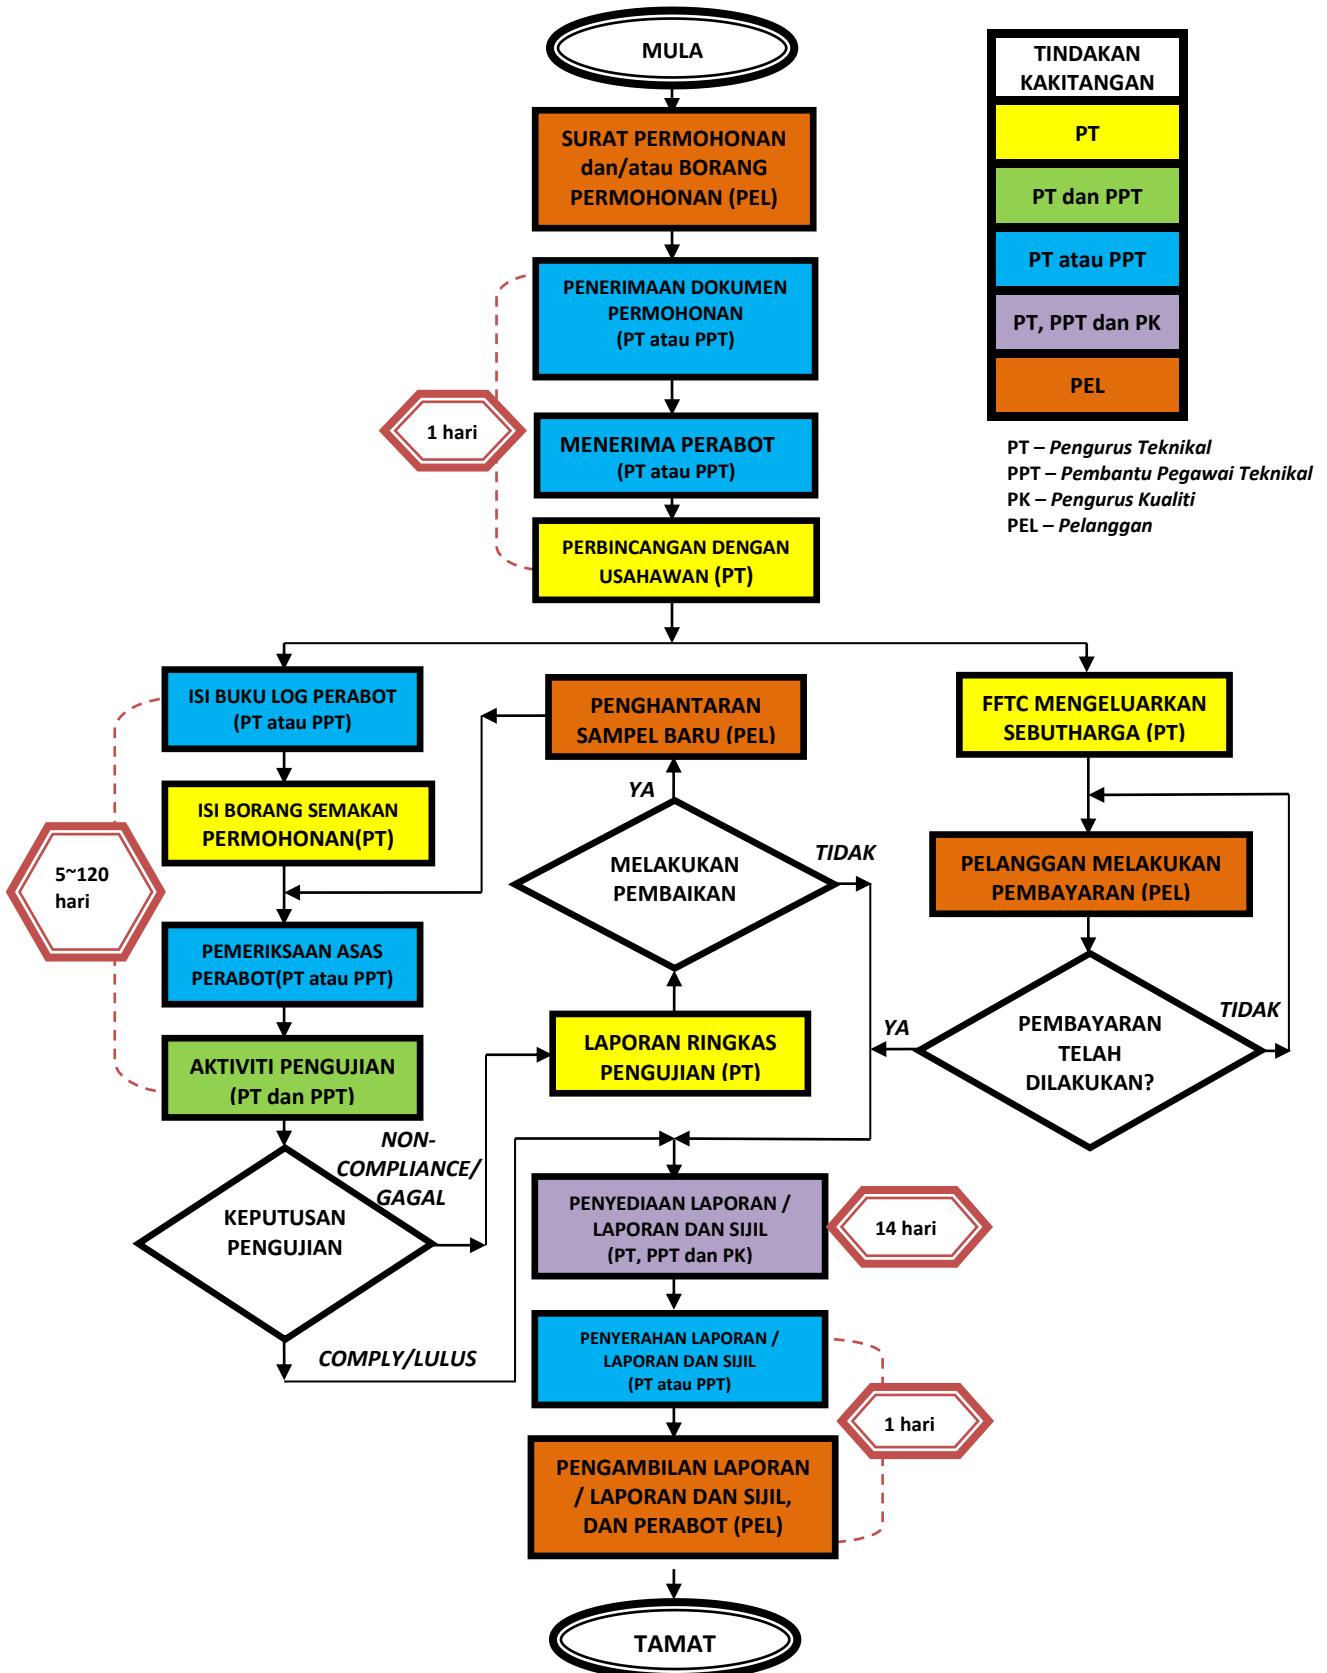 MULA
TINDAKAN
KAKITANGAN
PT
PT dan PPT
PT atau PPT
PT, PPT dan PK
PEL
PT – Pengurus Teknikal
PPT – Pembantu Pegawai Teknikal
PK – Pengurus Kualiti
PEL – Pelanggan
SURAT PERMOHONAN
dan/atau BORANG
PERMOHONAN (PEL)
PENERIMAAN DOKUMEN
PERMOHONAN
(PT atau PPT)
1 hari
MENERIMA PERABOT
(PT atau PPT)
PERBINCANGAN DENGAN
USAHAWAN (PT)
ISI BUKU LOG PERABOT
(PT atau PPT)
ISI BORANG SEMAKAN
PERMOHONAN(PT)
5~120
hari
PEMERIKSAAN ASAS
PERABOT(PT atau PPT)
AKTIVITI PENGUJIAN
(PT dan PPT)
KEPUTUSAN
PENGUJIAN
NON-
COMPLIANCE/
GAGAL
COMPLY/LULUS
PENGHANTARAN
SAMPEL BARU (PEL)
YA
MELAKUKAN
PEMBAIKAN
TIDAK
LAPORAN RINGKAS
PENGUJIAN (PT)
FFTC MENGELUARKAN
SEBUTHARGA (PT)
PELANGGAN MELAKUKAN
PEMBAYARAN (PEL)
PEMBAYARAN
TELAH
DILAKUKAN?
YA
TIDAK
PENYEDIAAN LAPORAN /
LAPORAN DAN SIJIL
(PT, PPT dan PK)
14 hari
PENYERAHAN LAPORAN /
LAPORAN DAN SIJIL
(PT atau PPT)
1 hari
PENGAMBILAN LAPORAN
/ LAPORAN DAN SIJIL,
DAN PERABOT (PEL)
TAMAT